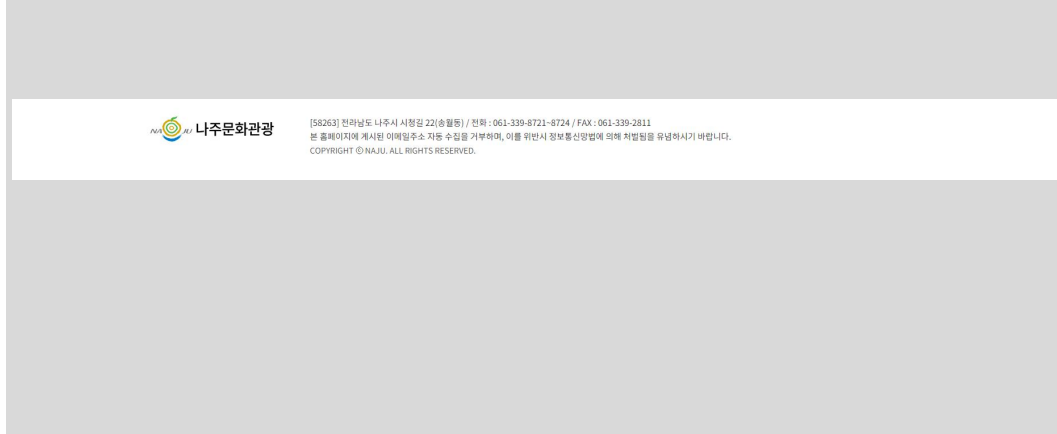 NAJU 나주문화관광
[58263] 전라남도 나주시 시청길 22(송월동) / 전화 : 061-339-8721~8724 / FAX : 061-339-2811
본 홈페이지에 게시된 이메일주소 자동 수집을 거부하며, 이를 위반시 정보통신망법에 의해 처벌됨을 유념하시기 바랍니다.
COPYRIGHT ⓒ NAJU. ALL RIGHTS RESERVED.